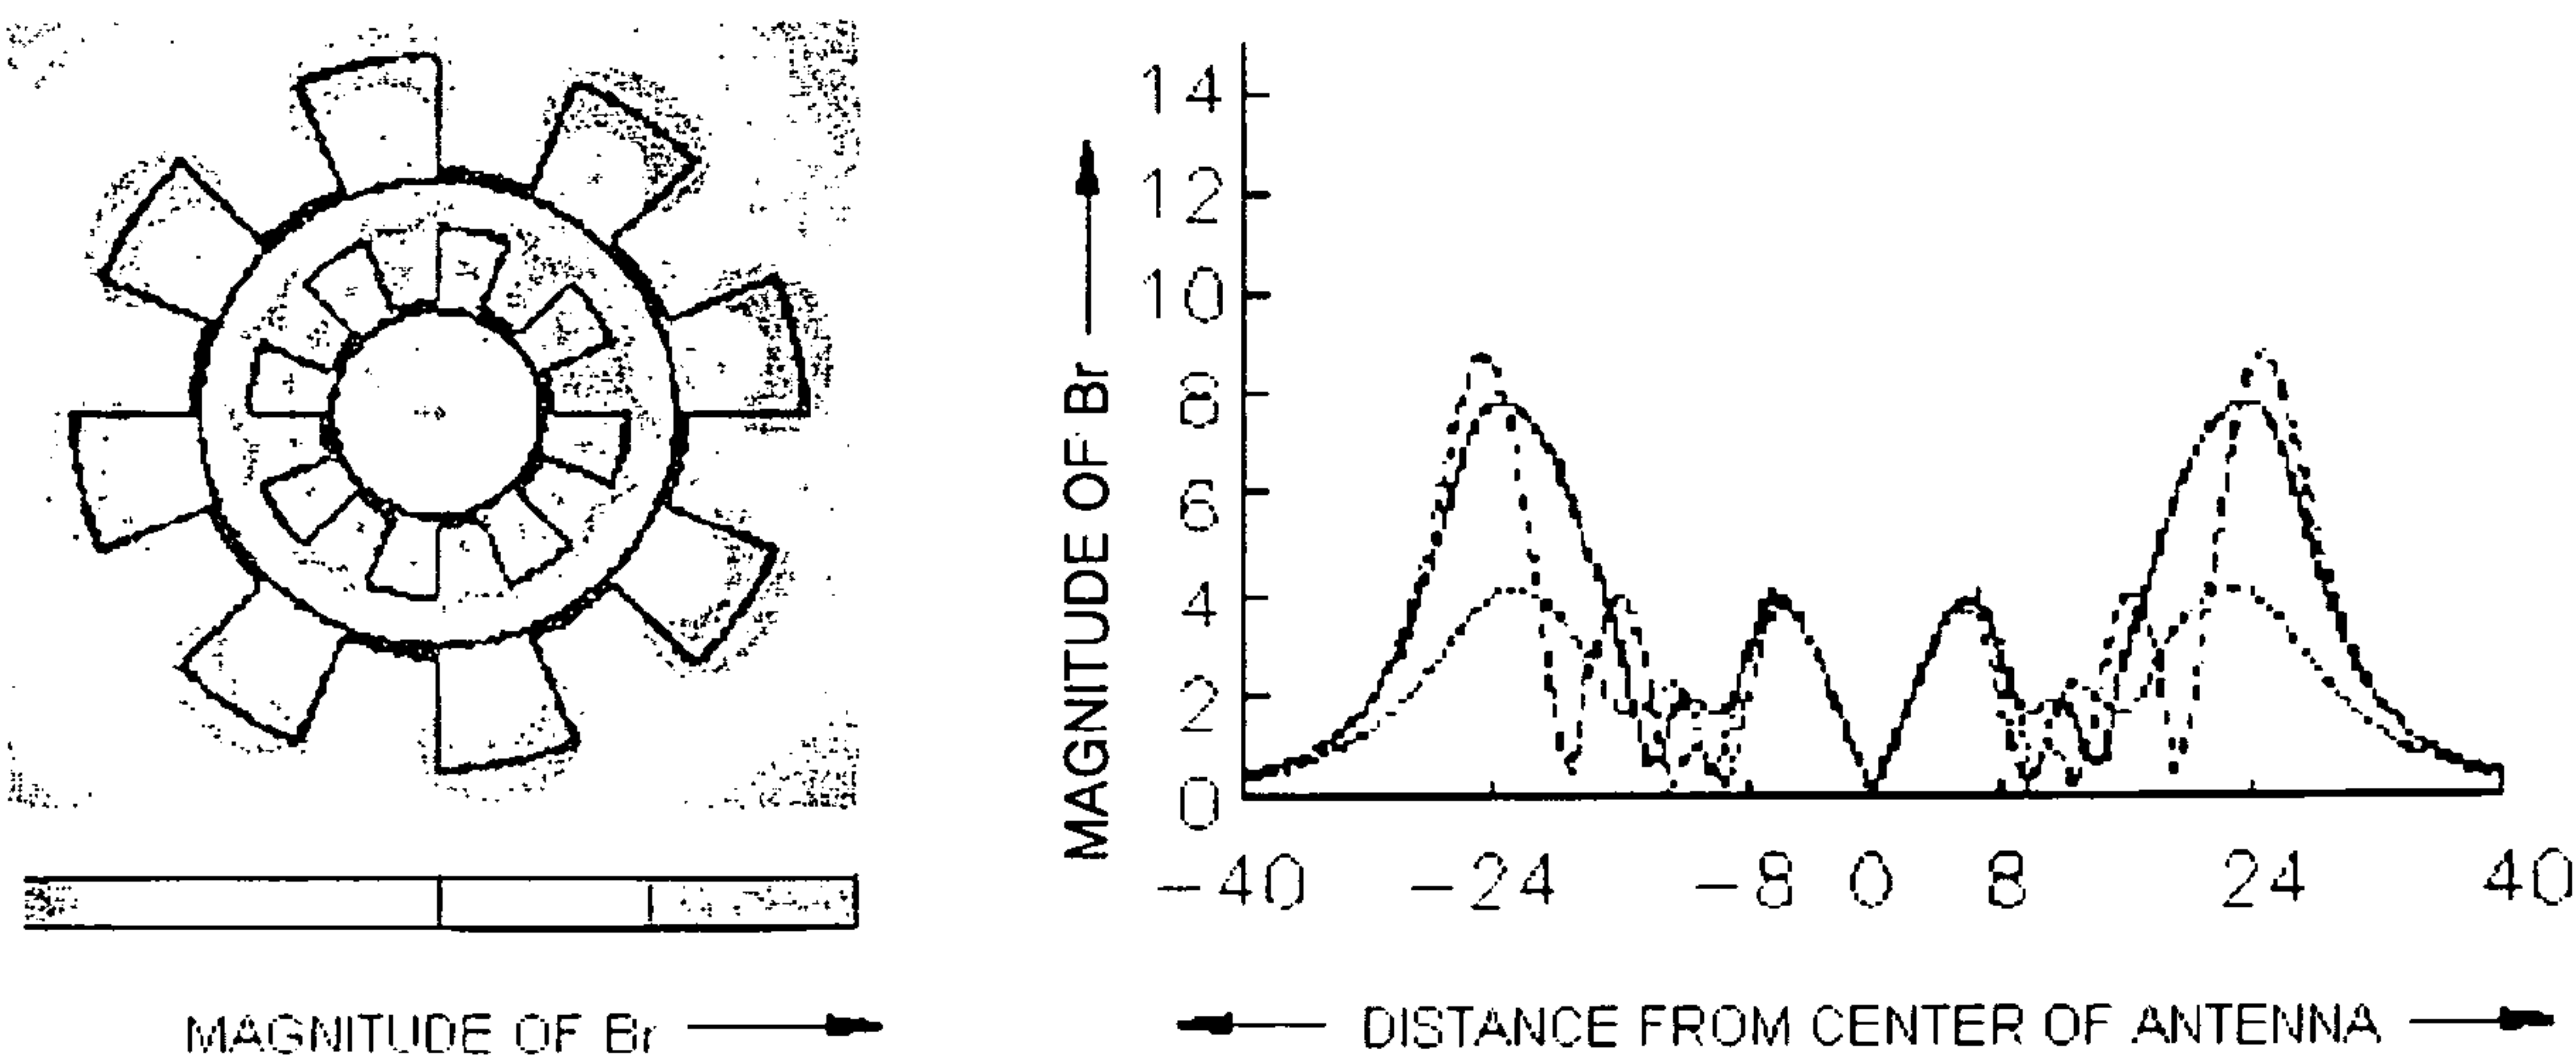 MAGNITUDE OF Br
14
12
10
8
6
4
2
0
-40 -24 -8 0 8 24 40
MAGNITUDE OF Br
DISTANCE FROM CENTER OF ANTENNA